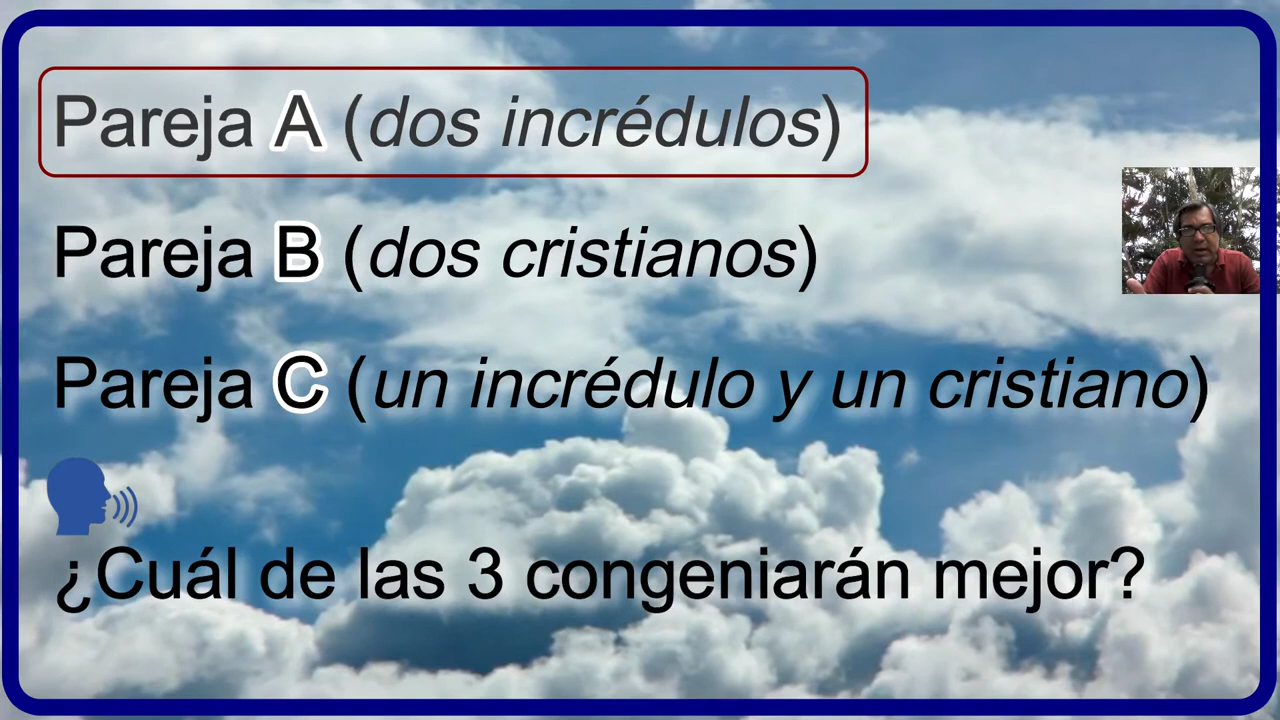 Pareja A (dos incrédulos)
Pareja B (dos cristianos)
Pareja C (un incrédulo y un cristiano)
¿Cuál de las 3 congeniarán mejor?